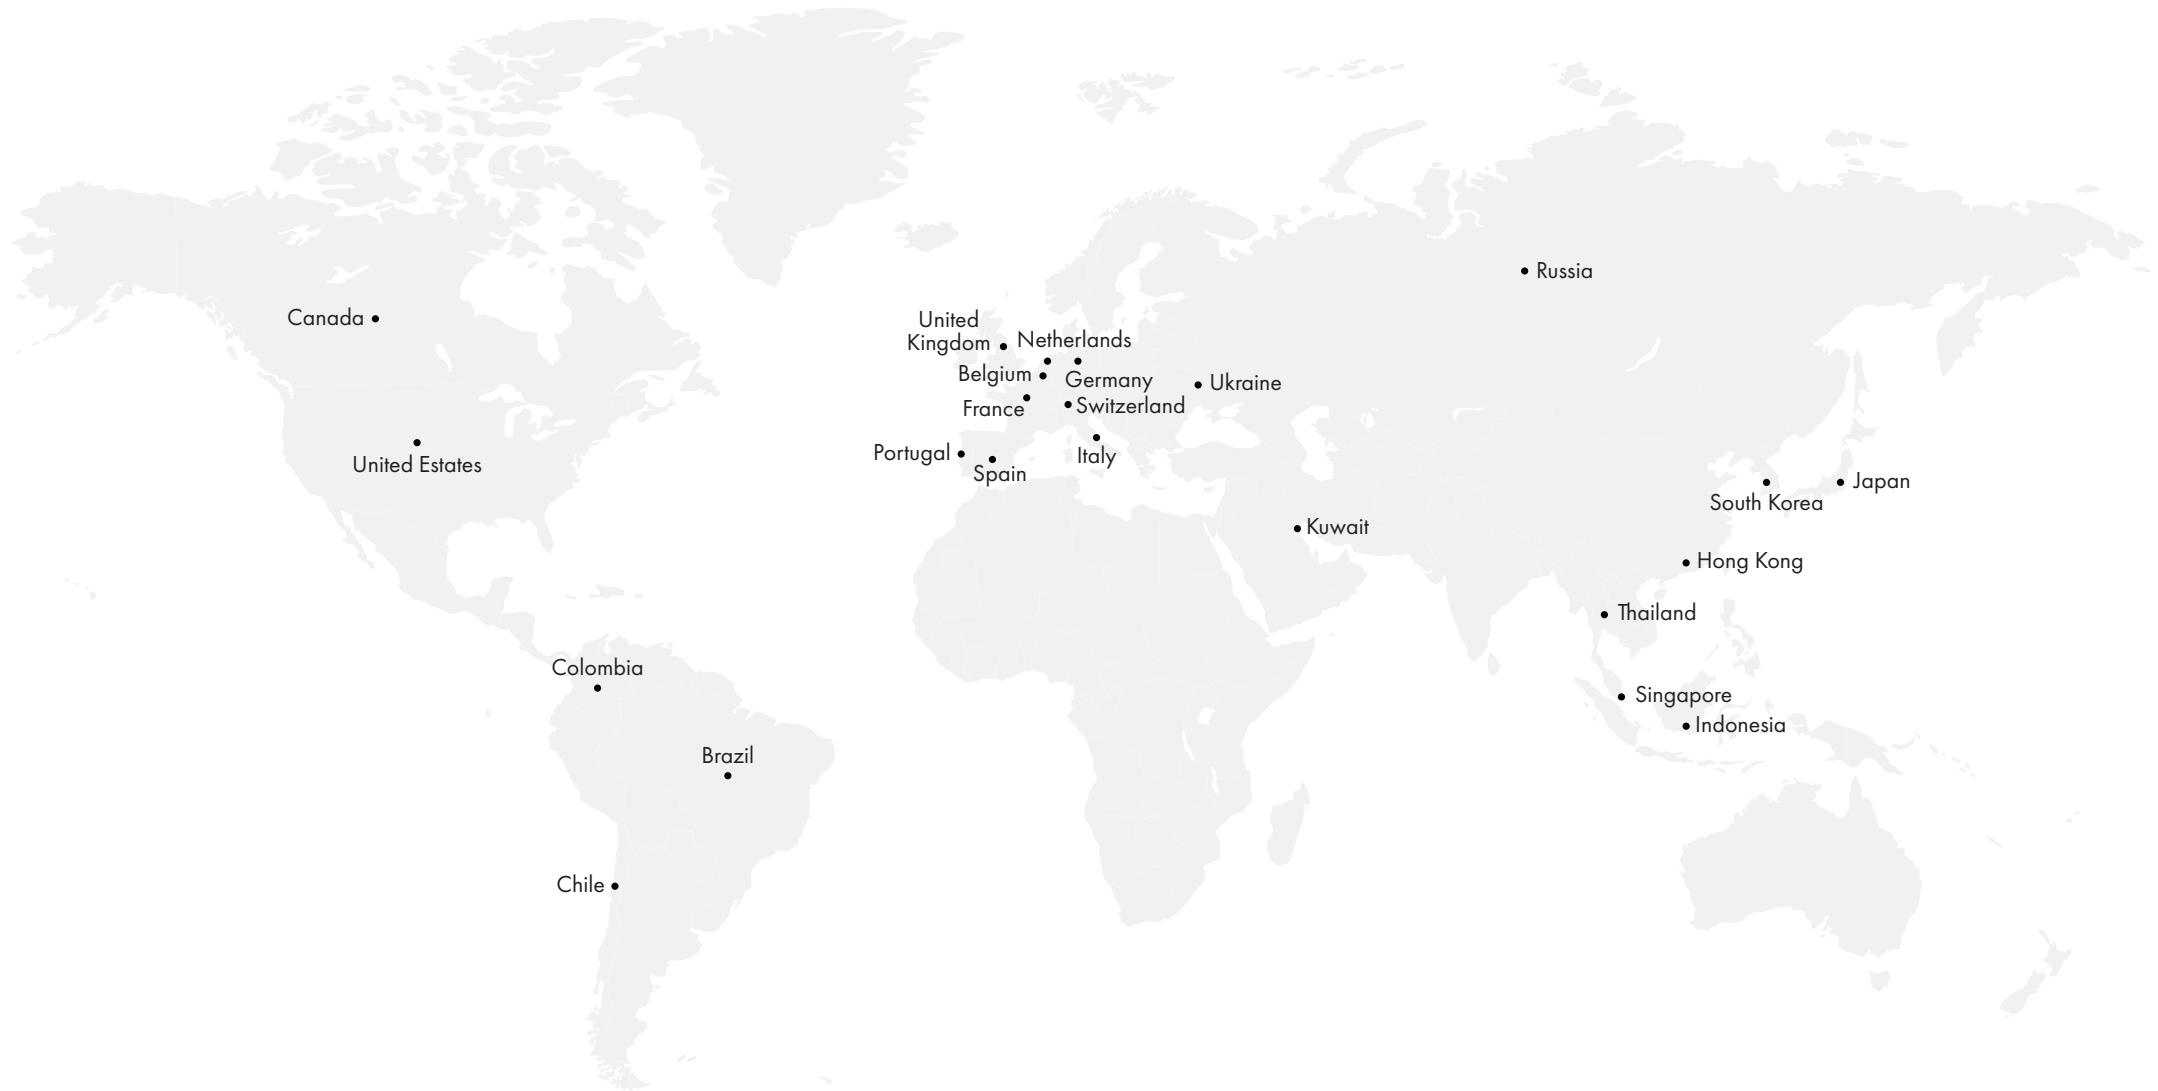 Russia
Canada
United
Kingdom
Netherlands
Belgium
Germany
Ukraine
France
Switzerland
Portugal
Italy
United Estates
Spain
Japan
South Korea
Kuwait
Hong Kong
Thailand
Colombia
Singapore
Indonesia
Brazil
Chile